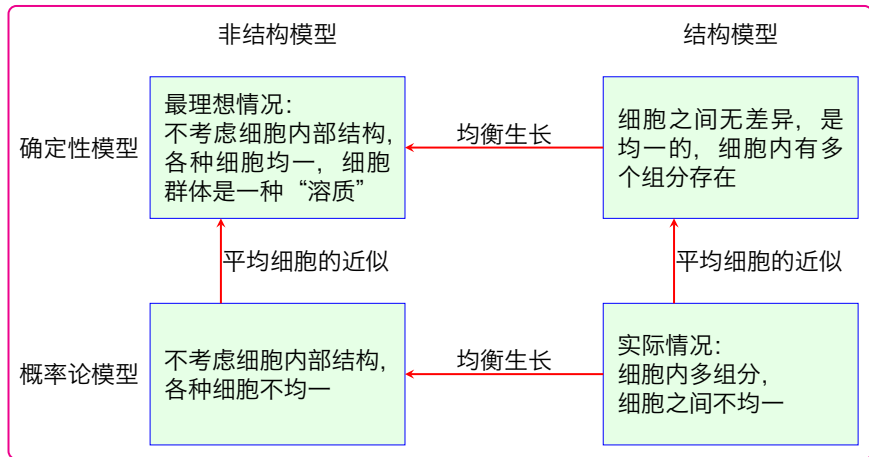 非结构模型
结构模型
确定性模型
最理想情况：
不考虑细胞内部结构，
各种细胞均一，细胞
群体是一种“溶质”
均衡生长
细胞之间无差异，是
均一的，细胞内有多
个组分存在
平均细胞的近似
平均细胞的近似
概率论模型
不考虑细胞内部结构，
各种细胞不均一
均衡生长
实际情况：
细胞内多组分，
细胞之间不均一